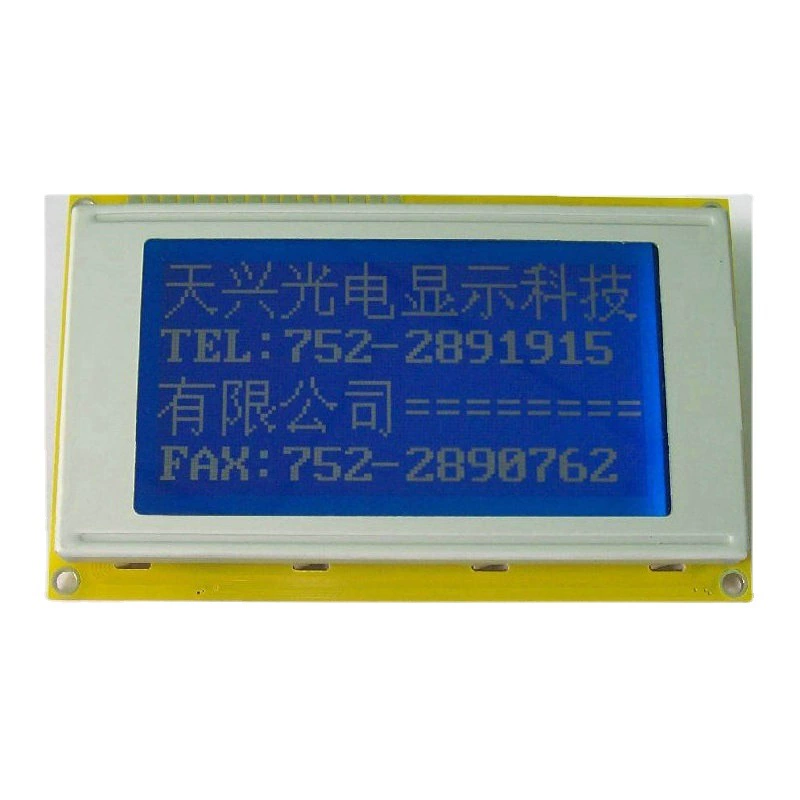 天兴光电显示科技
TEL:752-2891915
有限公司========
FAX:752-2890762